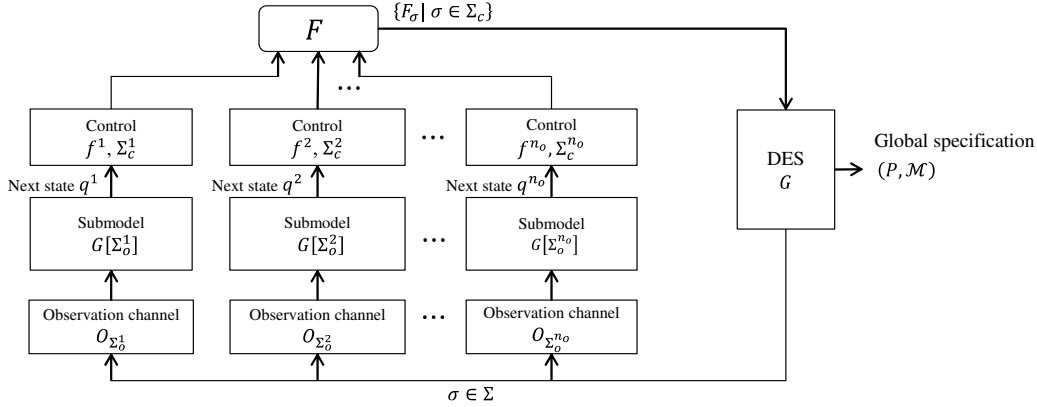 {F_σ | σ ∈ Σ_c}
F
...
Control
f^1, Σ_c^1
Control
f^2, Σ_c^2
...
Control
f^{n_o}, Σ_c^{n_o}
DES
G
Global specification
(P, ℳ)
Next state q^1
Next state q^2
Next state q^{n_o}
Submodel
G[Σ_o^1]
Submodel
G[Σ_o^2]
...
Submodel
G[Σ_o^{n_o}]
Observation channel
O_{Σ_o^1}
Observation channel
O_{Σ_o^2}
...
Observation channel
O_{Σ_o^{n_o}}
σ ∈ Σ